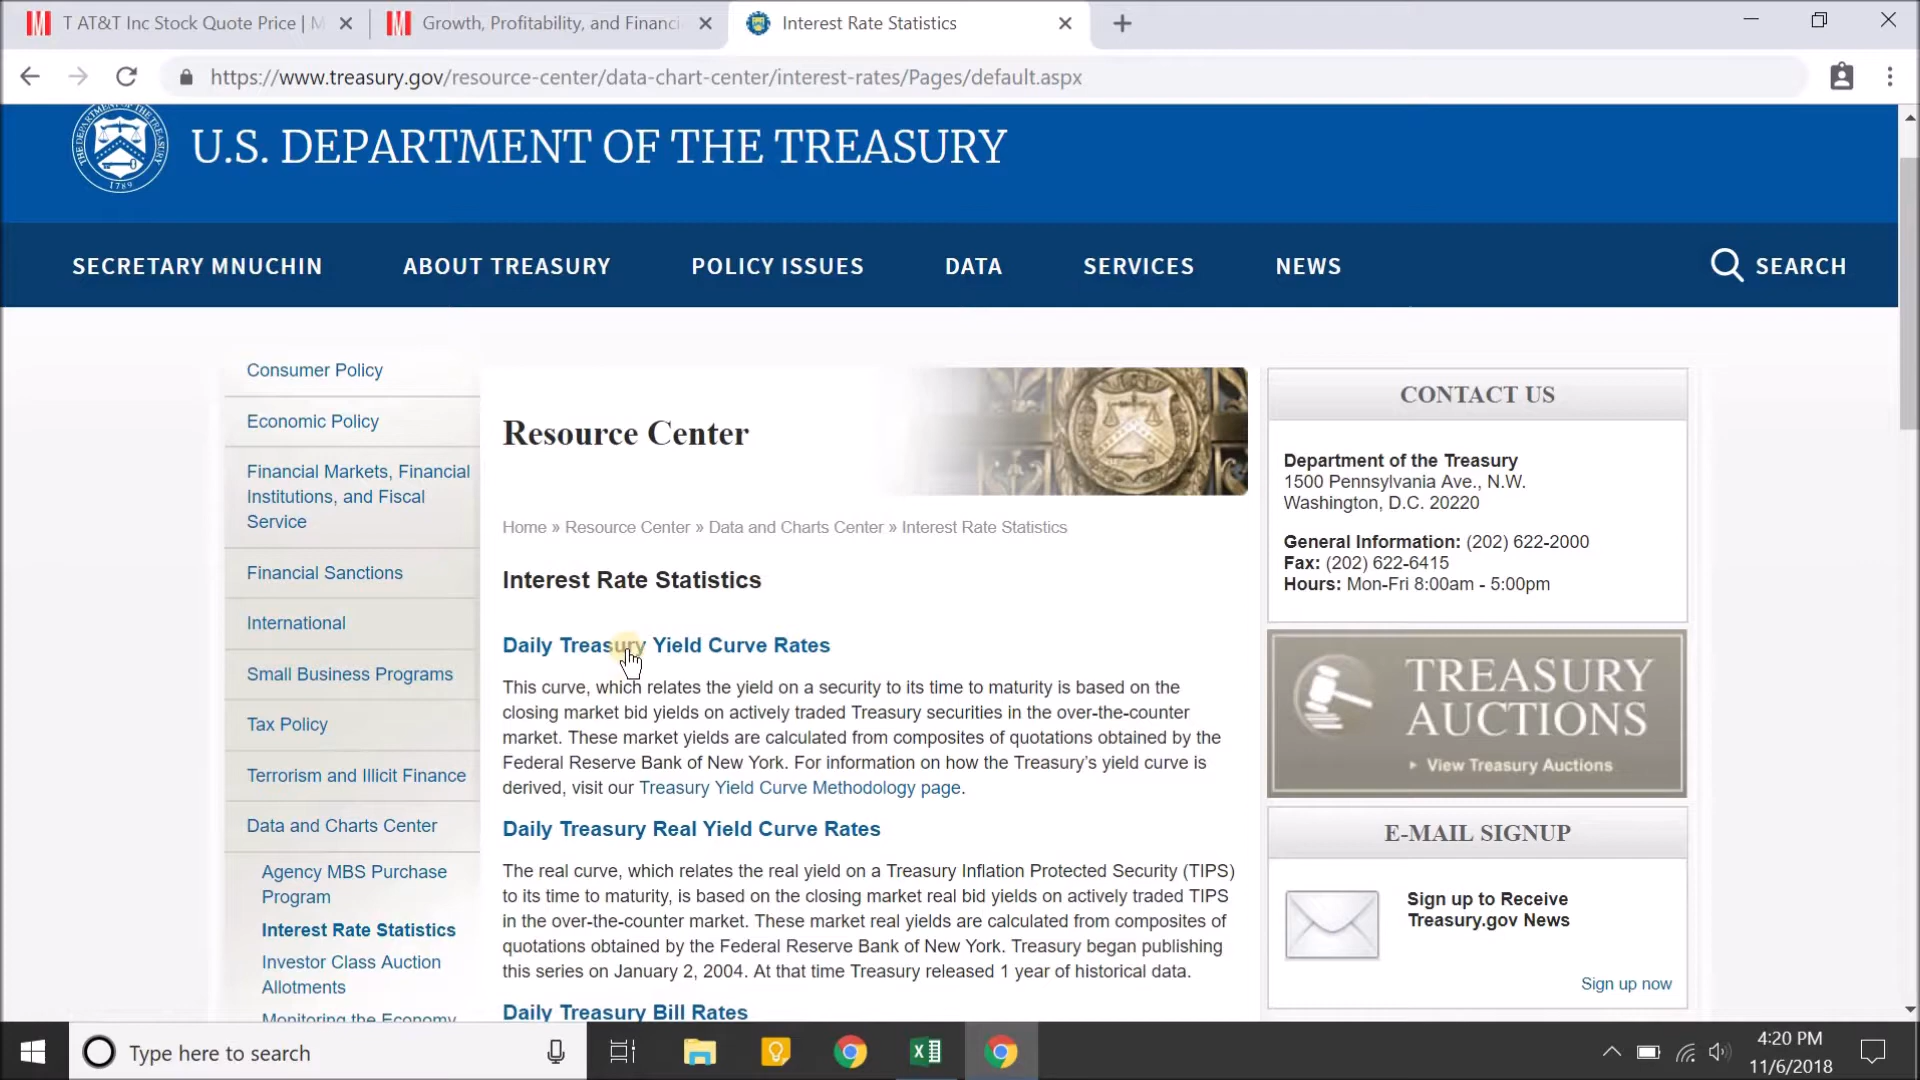 T AT&T Inc Stock Quote Price | M
Growth, Profitability, and Financi
Interest Rate Statistics
https://www.treasury.gov/resource-center/data-chart-center/interest-rates/Pages/default.aspx
THE DEPARTMENT OF THE TREASURY
1789
U.S. DEPARTMENT OF THE TREASURY
SECRETARY MNUCHIN
ABOUT TREASURY
POLICY ISSUES
DATA
SERVICES
NEWS
SEARCH
Consumer Policy
Economic Policy
Financial Markets, Financial
Institutions, and Fiscal
Service
Financial Sanctions
International
Small Business Programs
Tax Policy
Terrorism and Illicit Finance
Data and Charts Center
Agency MBS Purchase
Program
Interest Rate Statistics
Investor Class Auction
Allotments
Monitoring the Economy
Resource Center
Home » Resource Center » Data and Charts Center » Interest Rate Statistics
Interest Rate Statistics
Daily Treasury Yield Curve Rates
This curve, which relates the yield on a security to its time to maturity is based on the
closing market bid yields on actively traded Treasury securities in the over-the-counter
market. These market yields are calculated from composites of quotations obtained by the
Federal Reserve Bank of New York. For information on how the Treasury's yield curve is
derived, visit our Treasury Yield Curve Methodology page.
Daily Treasury Real Yield Curve Rates
The real curve, which relates the real yield on a Treasury Inflation Protected Security (TIPS)
to its time to maturity, is based on the closing market real bid yields on actively traded TIPS
in the over-the-counter market. These market real yields are calculated from composites of
quotations obtained by the Federal Reserve Bank of New York. Treasury began publishing
this series on January 2, 2004. At that time Treasury released 1 year of historical data.
Daily Treasury Bill Rates
CONTACT US
Department of the Treasury
1500 Pennsylvania Ave., N.W.
Washington, D.C. 20220
General Information: (202) 622-2000
Fax: (202) 622-6415
Hours: Mon-Fri 8:00am - 5:00pm
TREASURY
AUCTIONS
View Treasury Auctions
E-MAIL SIGNUP
Sign up to Receive
Treasury.gov News
Sign up now
Type here to search
4:20 PM
11/6/2018